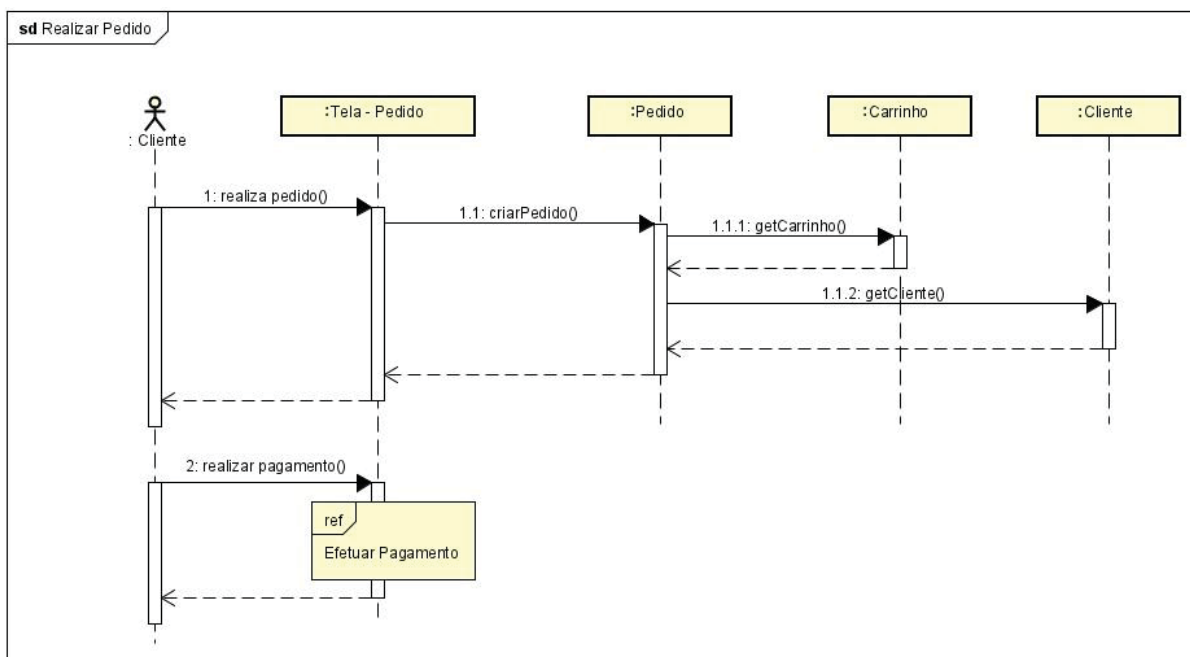 sd Realizar Pedido
:Tela - Pedido
:Pedido
:Carrinho
:Cliente
: Cliente
1: realiza pedido()
1.1: criarPedido()
1.1.1: getCarrinho()
1.1.2: getCliente()
2: realizar pagamento()
ref
Efetuar Pagamento